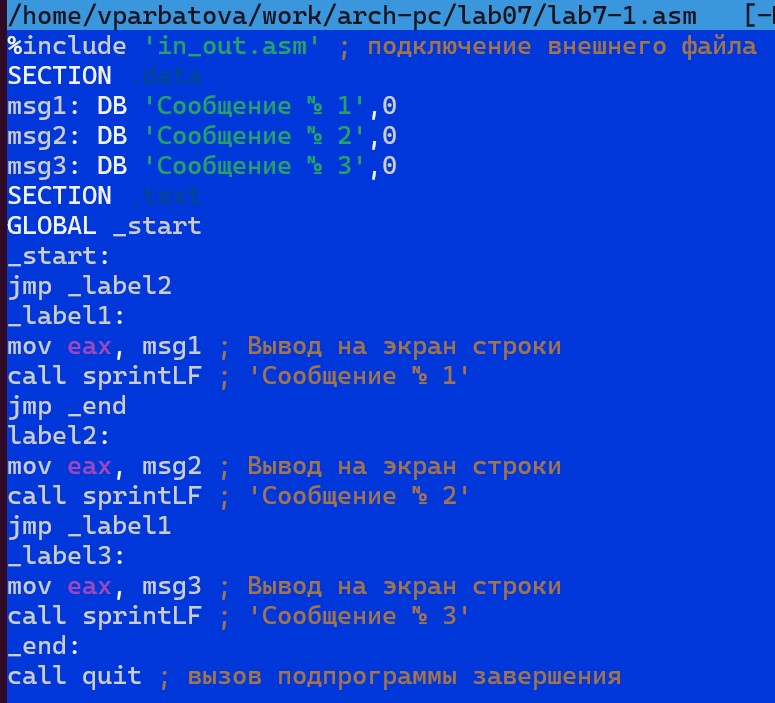 /home/vparbatova/work/arch-pc/lab07/lab7-1.asm [-
%include 'in_out.asm' ; подключение внешнего файла
SECTION .data
msg1: DB 'Сообщение № 1',0
msg2: DB 'Сообщение № 2',0
msg3: DB 'Сообщение № 3',0
SECTION .text
GLOBAL _start
_start:
jmp _label2
_label1:
mov eax, msg1 ; Вывод на экран строки
call sprintLF ; 'Сообщение № 1'
jmp _end
label2:
mov eax, msg2 ; Вывод на экран строки
call sprintLF ; 'Сообщение № 2'
jmp _label1
_label3:
mov eax, msg3 ; Вывод на экран строки
call sprintLF ; 'Сообщение № 3'
_end:
call quit ; вызов подпрограммы завершения